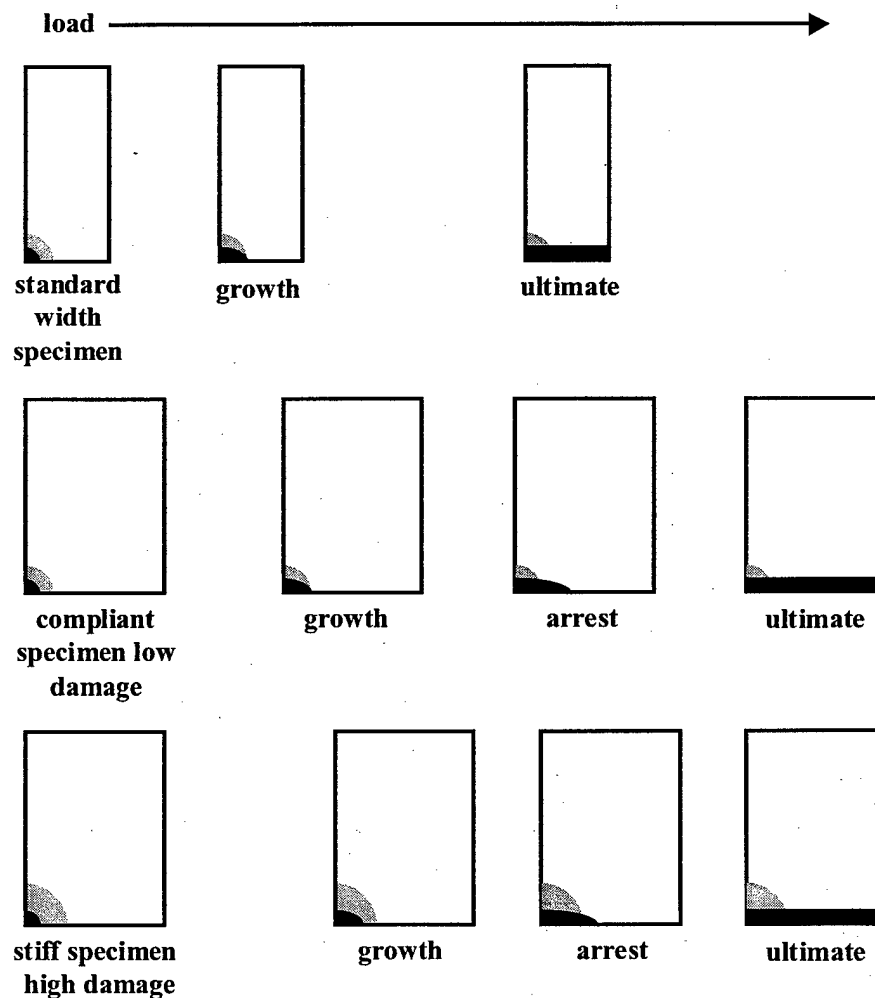 load
standard
width
specimen
growth
ultimate
compliant
specimen low
damage
growth
arrest
ultimate
stiff specimen
high damage
growth
arrest
ultimate